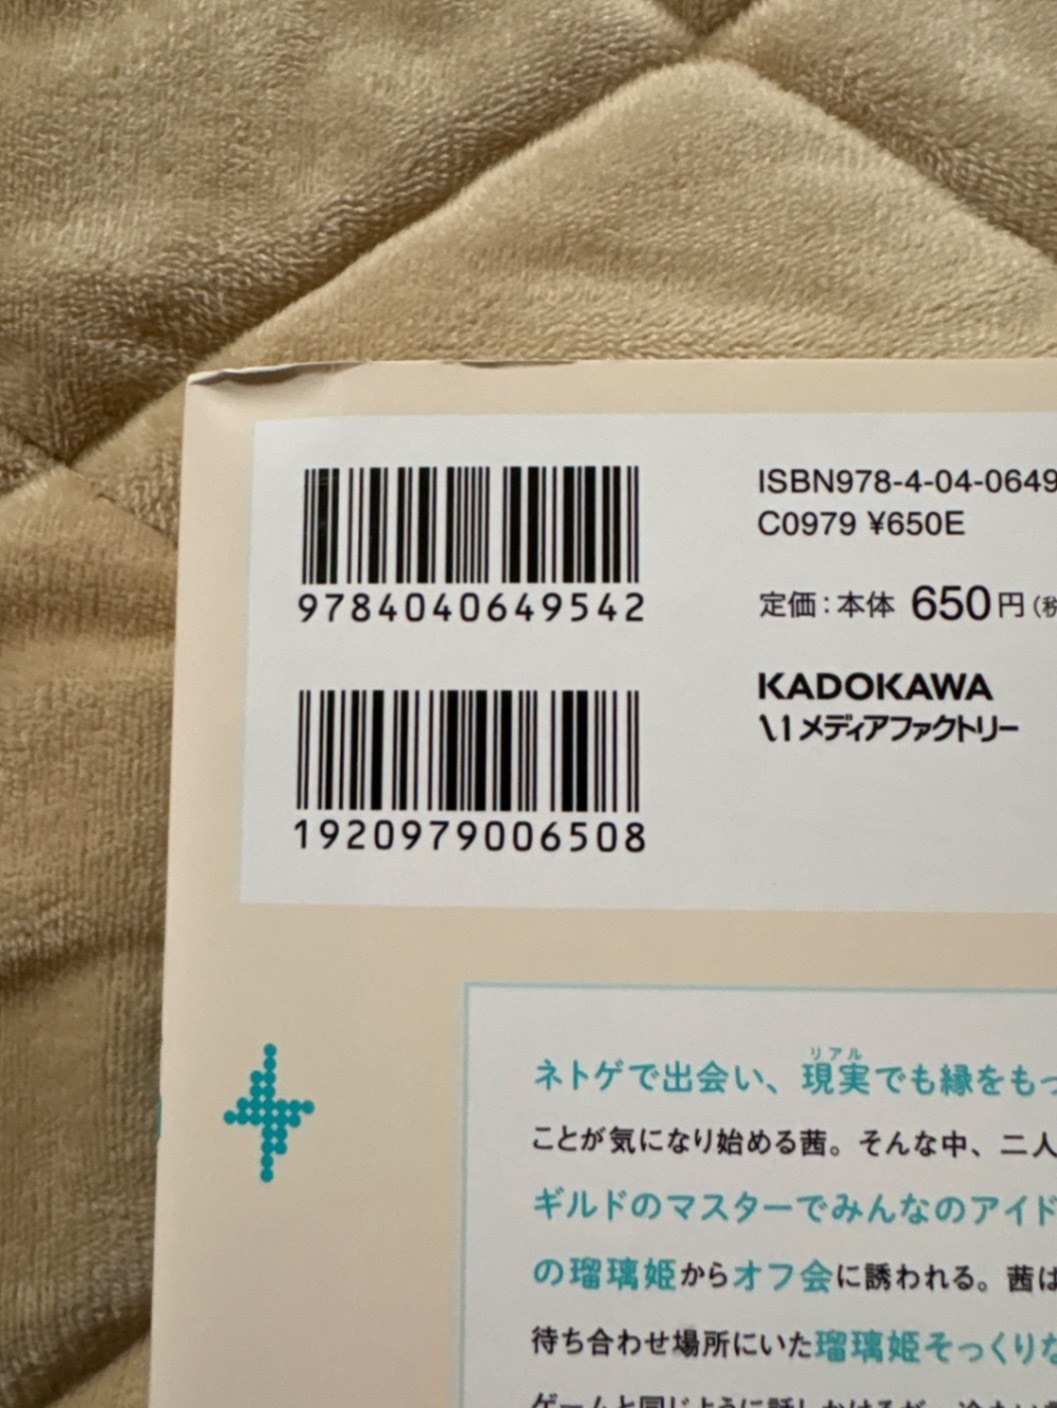 9784040649542
1920979006508
ISBN978-4-04-0649
C0979 ¥650E
定価：本体 650円（税
KADOKAWA
メディアファクトリー
ネトゲで出会い、現実でも縁をもっ
リアル
ことが気になり始める茜。そんな中、二人
ギルドのマスターでみんなのアイド
の瑠璃姫からオフ会に誘われる。茜は
待ち合わせ場所にいた瑠璃姫そっくりな